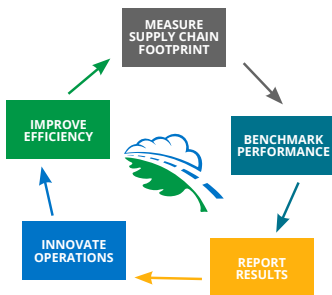 MEASURE
SUPPLY CHAIN
FOOTPRINT
BENCHMARK
PERFORMANCE
REPORT
RESULTS
INNOVATE
OPERATIONS
IMPROVE
EFFICIENCY